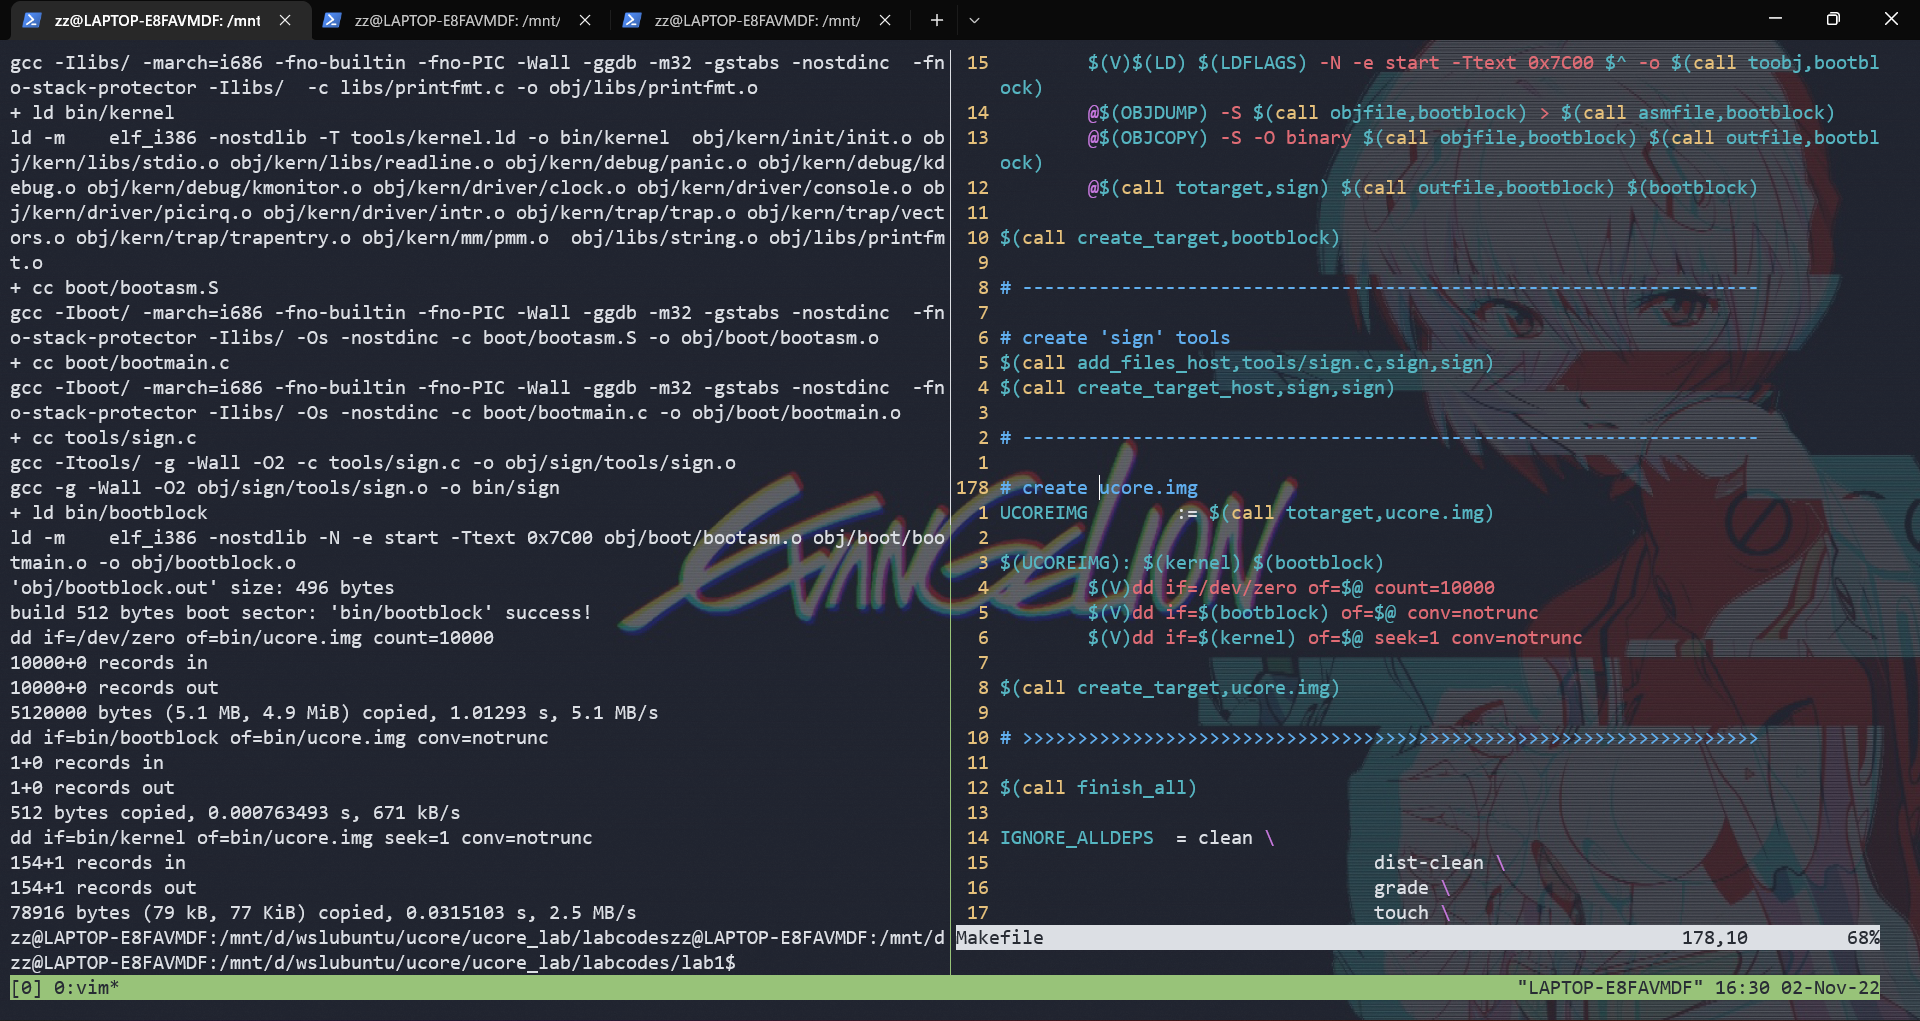 zz@LAPTOP-E8FAVMDF: /mnt
zz@LAPTOP-E8FAVMDF: /mnt/
zz@LAPTOP-E8FAVMDF: /mnt/
gcc -Ilibs/ -march=i686 -fno-builtin -fno-PIC -Wall -ggdb -m32 -gstabs -nostdinc  -fn
o-stack-protector -Ilibs/  -c libs/printfmt.c -o obj/libs/printfmt.o
+ ld bin/kernel
ld -m    elf_i386 -nostdlib -T tools/kernel.ld -o bin/kernel  obj/kern/init/init.o ob
j/kern/libs/stdio.o obj/kern/libs/readline.o obj/kern/debug/panic.o obj/kern/debug/kd
ebug.o obj/kern/debug/kmonitor.o obj/kern/driver/clock.o obj/kern/driver/console.o ob
j/kern/driver/picirq.o obj/kern/driver/intr.o obj/kern/trap/trap.o obj/kern/trap/vect
ors.o obj/kern/trap/trapentry.o obj/kern/mm/pmm.o  obj/libs/string.o obj/libs/printfm
t.o
+ cc boot/bootasm.S
gcc -Iboot/ -march=i686 -fno-builtin -fno-PIC -Wall -ggdb -m32 -gstabs -nostdinc  -fn
o-stack-protector -Ilibs/ -Os -nostdinc -c boot/bootasm.S -o obj/boot/bootasm.o
+ cc boot/bootmain.c
gcc -Iboot/ -march=i686 -fno-builtin -fno-PIC -Wall -ggdb -m32 -gstabs -nostdinc  -fn
o-stack-protector -Ilibs/ -Os -nostdinc -c boot/bootmain.c -o obj/boot/bootmain.o
+ cc tools/sign.c
gcc -Itools/ -g -Wall -O2 -c tools/sign.c -o obj/sign/tools/sign.o
gcc -g -Wall -O2 obj/sign/tools/sign.o -o bin/sign
+ ld bin/bootblock
ld -m    elf_i386 -nostdlib -N -e start -Ttext 0x7C00 obj/boot/bootasm.o obj/boot/boo
tmain.o -o obj/bootblock.o
'obj/bootblock.out' size: 496 bytes
build 512 bytes boot sector: 'bin/bootblock' success!
dd if=/dev/zero of=bin/ucore.img count=10000
10000+0 records in
10000+0 records out
5120000 bytes (5.1 MB, 4.9 MiB) copied, 1.01293 s, 5.1 MB/s
dd if=bin/bootblock of=bin/ucore.img conv=notrunc
1+0 records in
1+0 records out
512 bytes copied, 0.000763493 s, 671 kB/s
dd if=bin/kernel of=bin/ucore.img seek=1 conv=notrunc
154+1 records in
154+1 records out
78916 bytes (79 kB, 77 KiB) copied, 0.0315103 s, 2.5 MB/s
zz@LAPTOP-E8FAVMDF:/mnt/d/wslubuntu/ucore/ucore_lab/labcodeszz@LAPTOP-E8FAVMDF:/mnt/d
zz@LAPTOP-E8FAVMDF:/mnt/d/wslubuntu/ucore/ucore_lab/labcodes/lab1$
15         $(V)$(LD) $(LDFLAGS) -N -e start -Ttext 0x7C00 $^ -o $(call toobj,bootbl
ock)
14         @$(OBJDUMP) -S $(call objfile,bootblock) > $(call asmfile,bootblock)
13         @$(OBJCOPY) -S -O binary $(call objfile,bootblock) $(call outfile,bootbl
ock)
12         @$(call totarget,sign) $(call outfile,bootblock) $(bootblock)
11
10 $(call create_target,bootblock)
9
8 # -------------------------------------------------------------------
7
6 # create 'sign' tools
5 $(call add_files_host,tools/sign.c,sign,sign)
4 $(call create_target_host,sign,sign)
3
2 # -------------------------------------------------------------------
1
178 # create ucore.img
1 UCOREIMG        := $(call totarget,ucore.img)
2
3 $(UCOREIMG): $(kernel) $(bootblock)
4         $(V)dd if=/dev/zero of=$@ count=10000
5         $(V)dd if=$(bootblock) of=$@ conv=notrunc
6         $(V)dd if=$(kernel) of=$@ seek=1 conv=notrunc
7
8 $(call create_target,ucore.img)
9
10 # >>>>>>>>>>>>>>>>>>>>>>>>>>>>>>>>>>>>>>>>>>>>>>>>>>>>>>>>>>>>>>>>>>>
11
12 $(call finish_all)
13
14 IGNORE_ALLDEPS  = clean \
15                                   dist-clean \
16                                   grade \
17                                   touch \
Makefile                                                          178,10         68%
EVANGELION
[0] 0:vim*
"LAPTOP-E8FAVMDF" 16:30 02-Nov-22